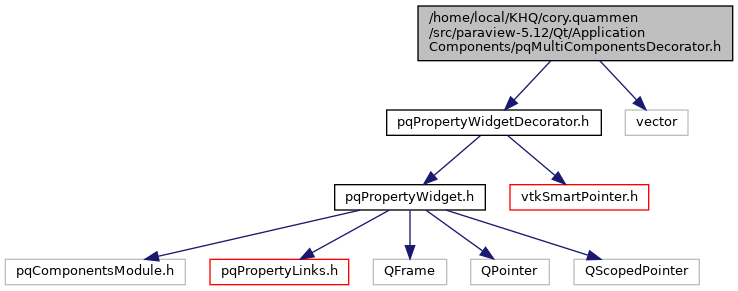 /home/local/KHQ/cory.quammen
/src/paraview-5.12/Qt/Application
Components/pqMultiComponentsDecorator.h
pqPropertyWidgetDecorator.h
vector
pqPropertyWidget.h
vtkSmartPointer.h
pqComponentsModule.h
pqPropertyLinks.h
QFrame
QPointer
QScopedPointer